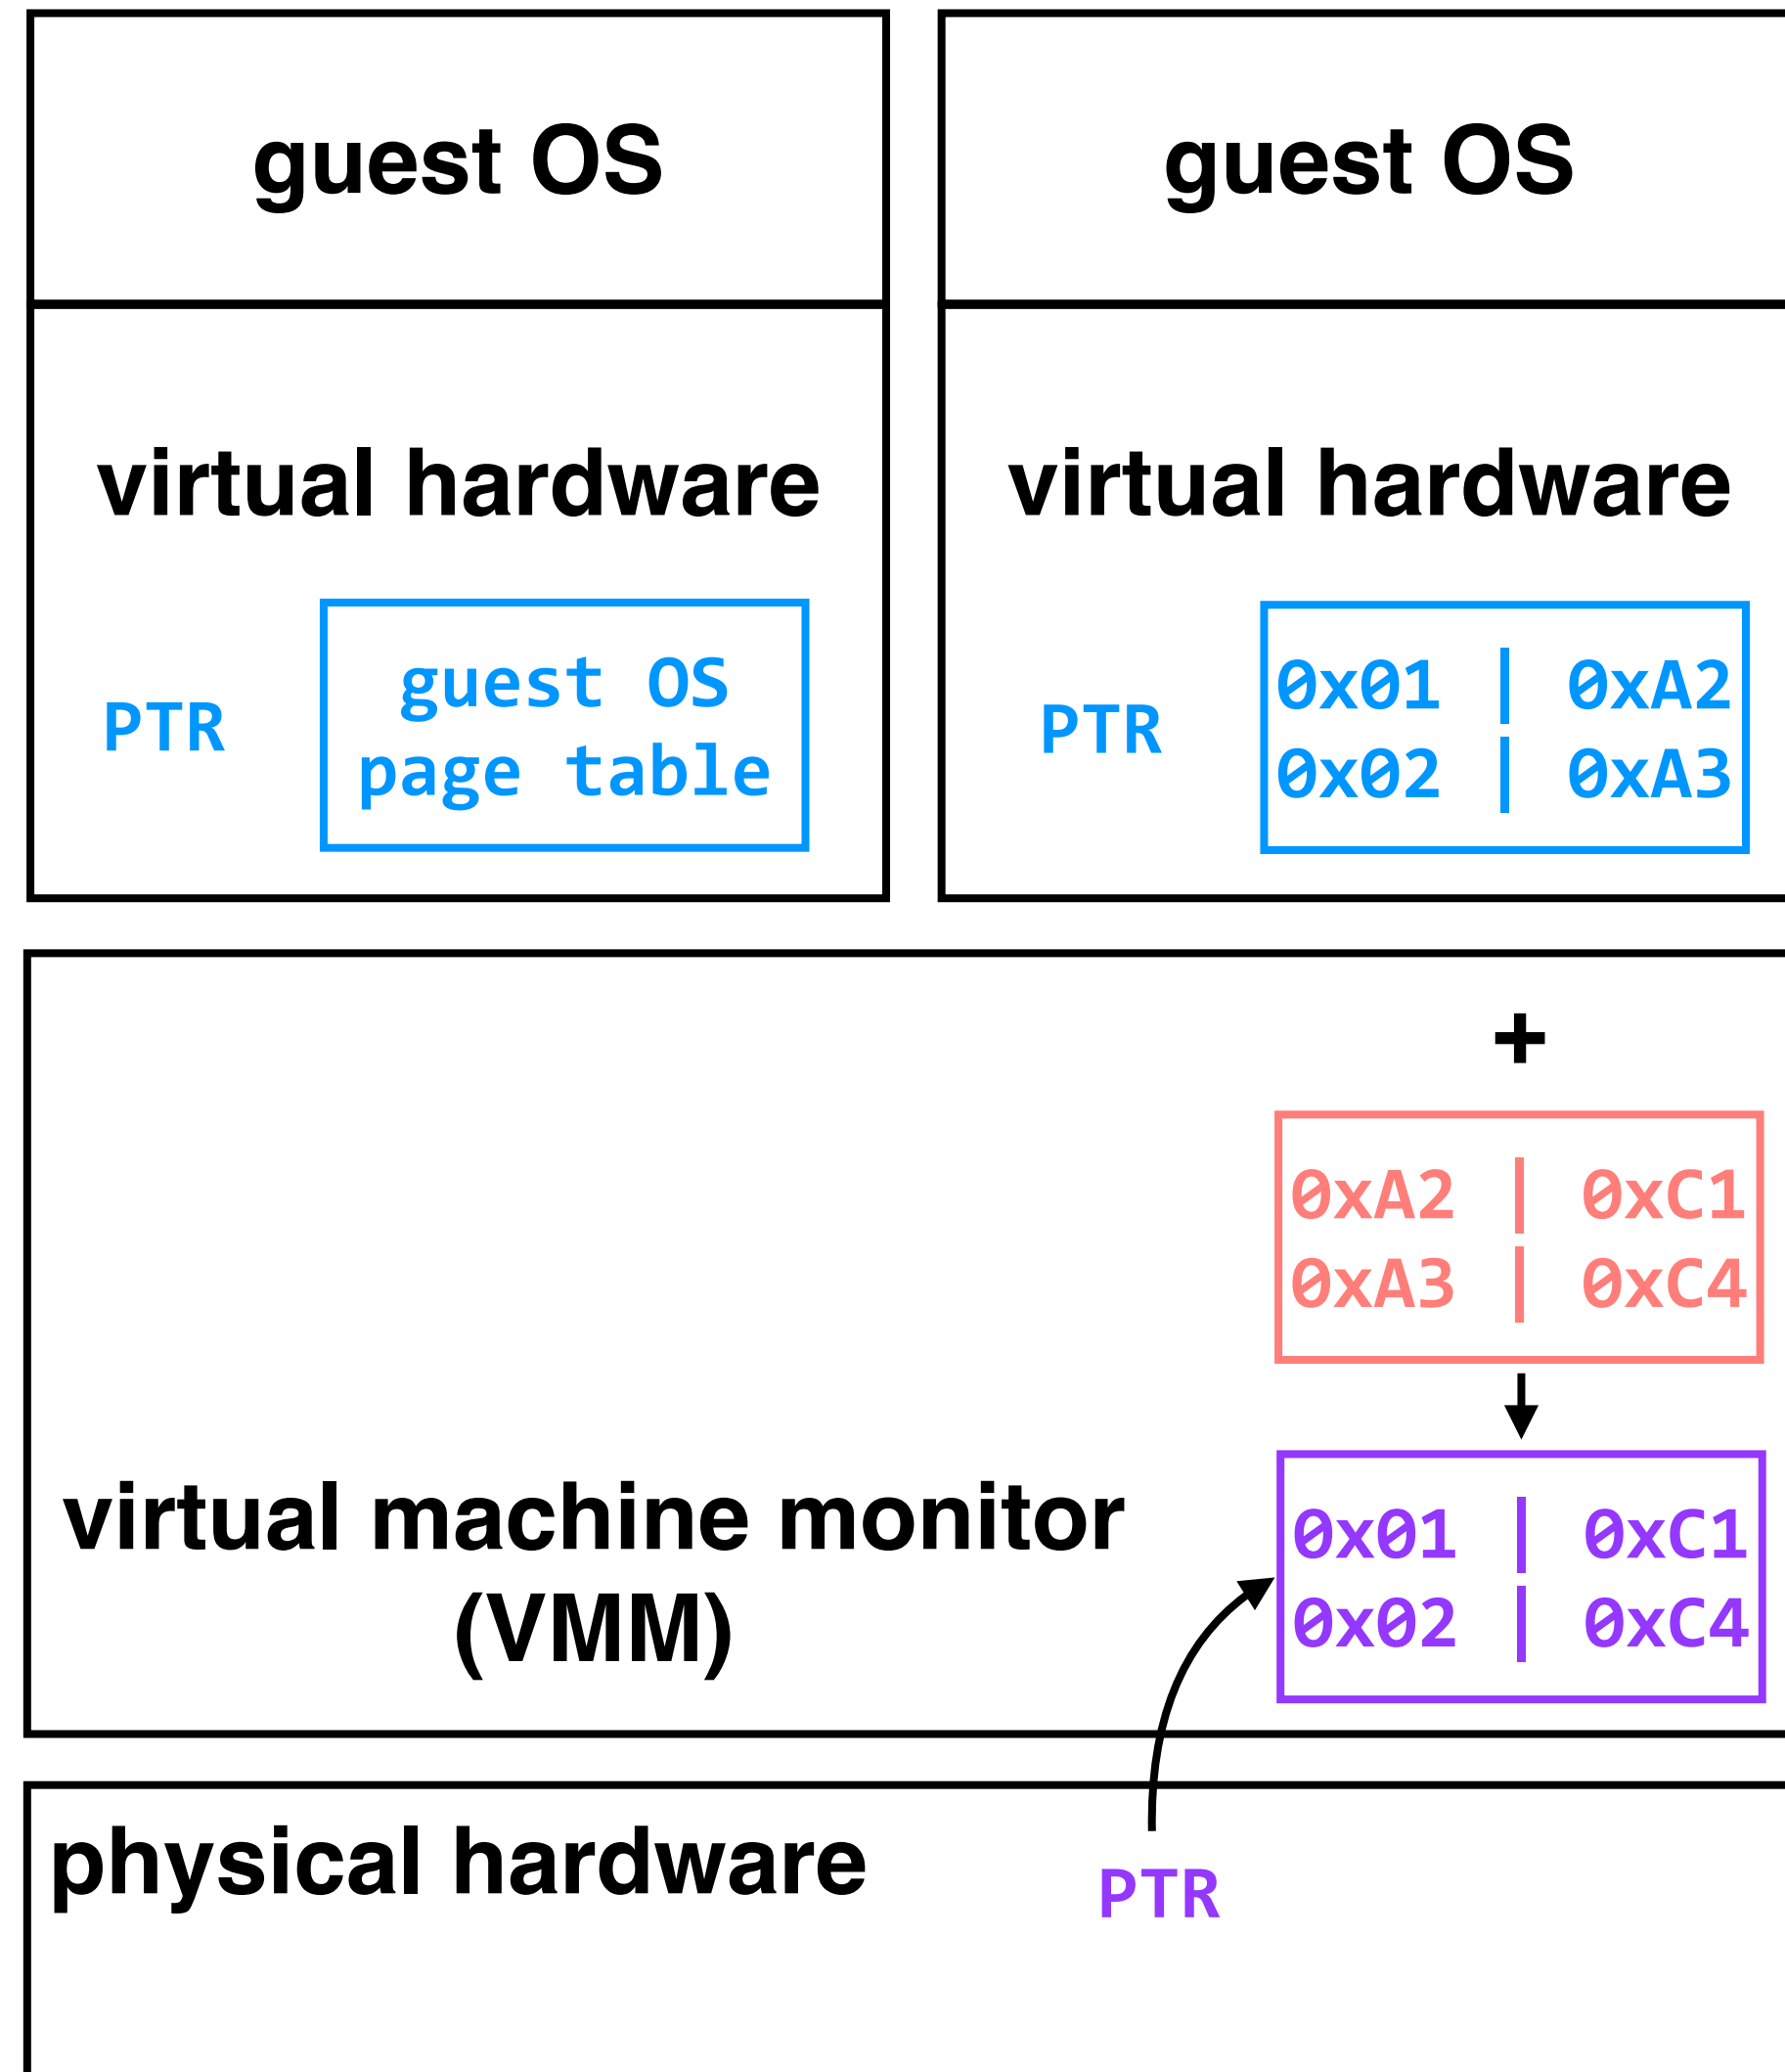 guest OS
guest OS
virtual hardware
virtual hardware
PTR
guest OS
page table
PTR
0x01 | 0xA2
0x02 | 0xA3
+
0xA2 | 0xC1
0xA3 | 0xC4
virtual machine monitor
(VMM)
0x01 | 0xC1
0x02 | 0xC4
physical hardware
PTR